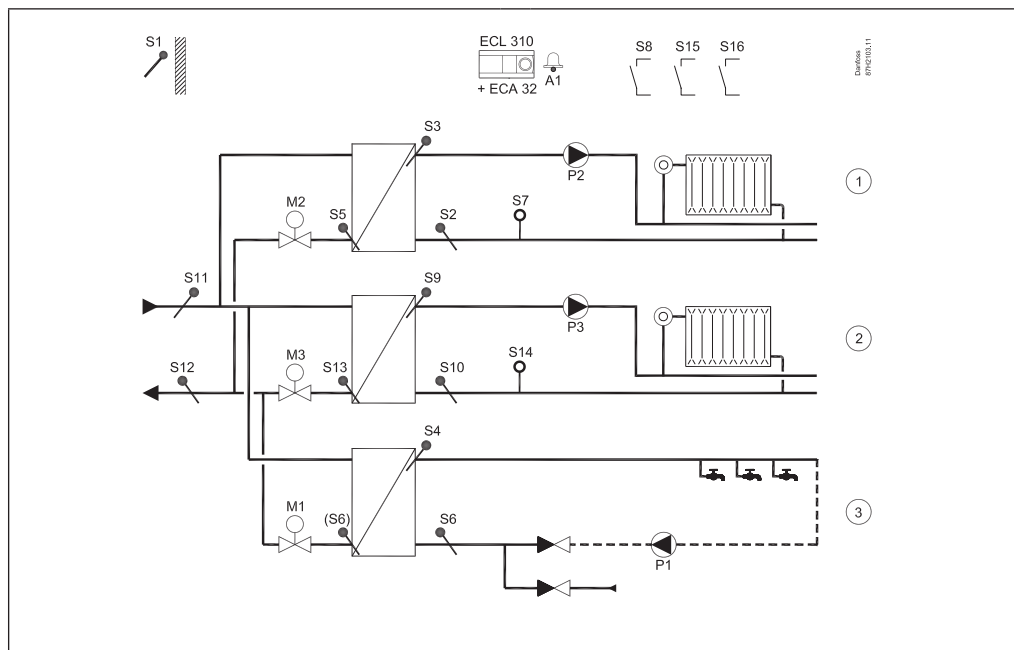 S1
ECL 310
A1
+ ECA 32
S8 S15 S16
Danfoss
87H2103.11
S3
P2
1
M2
S5
S2
S7
S11
S9
P3
2
S12
M3
S13
S10
S14
S4
M1
(S6)
S6
P1
3